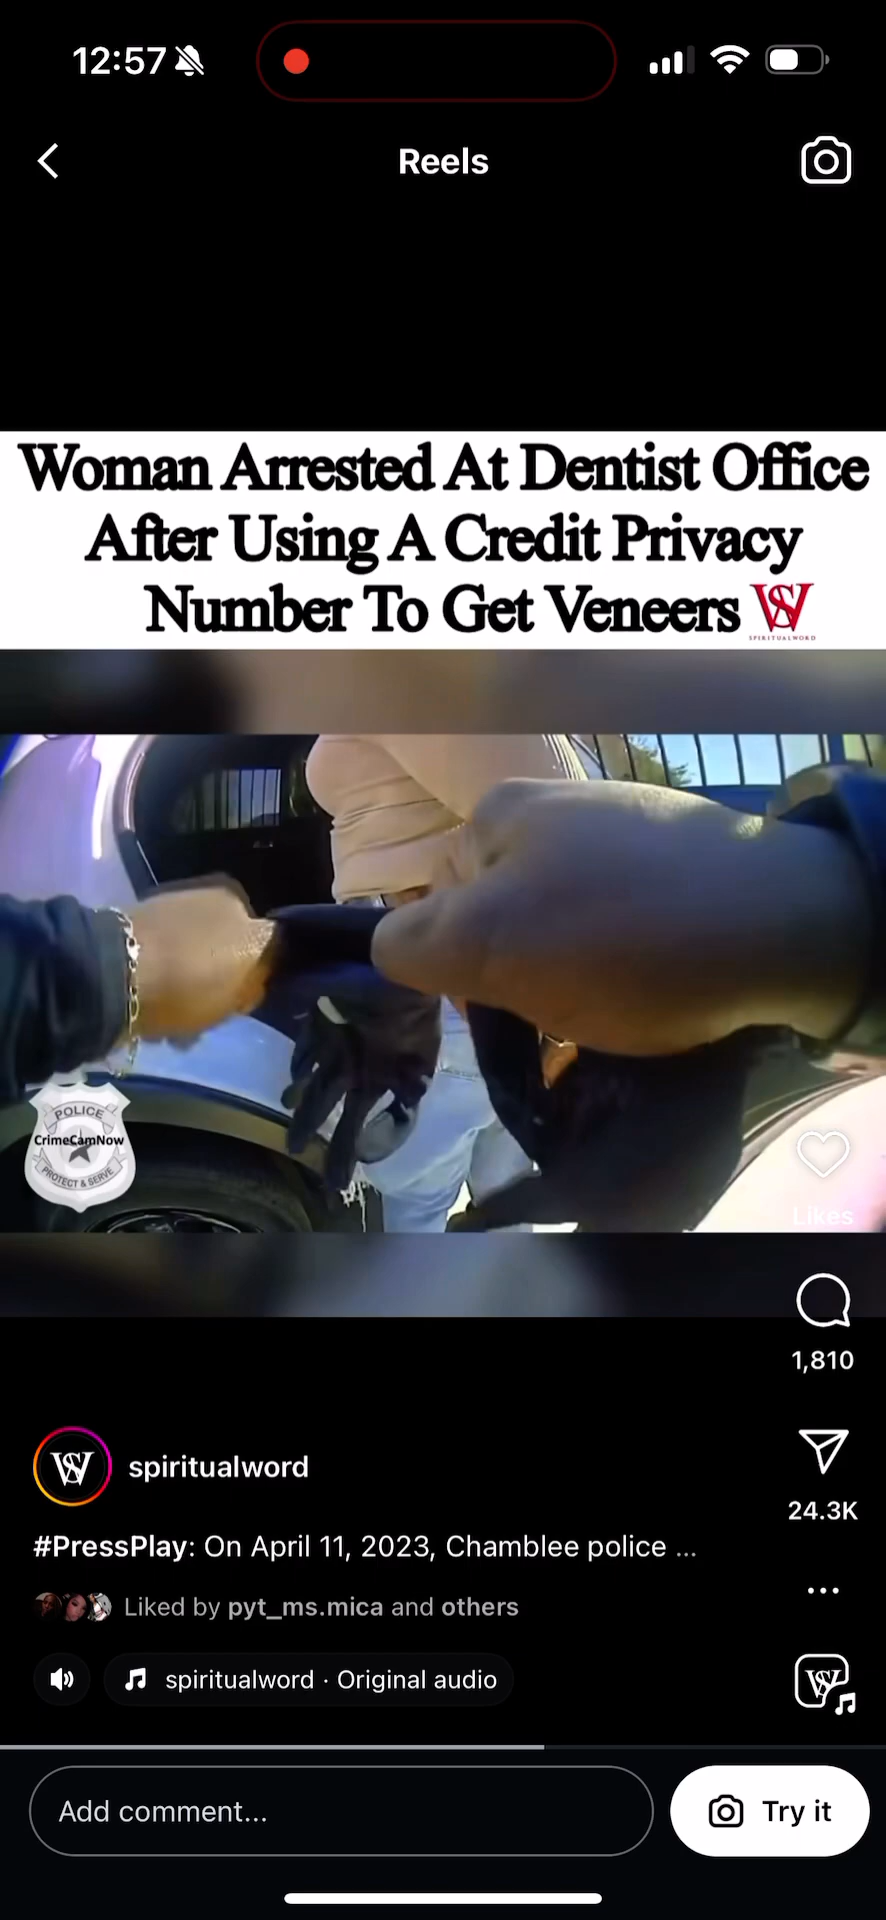 12:57
Reels
Woman Arrested At Dentist Office
After Using A Credit Privacy
Number To Get Veneers WS
SPIRITUALWORD
POLICE
CrimeCamNow
PROTECT & SERVE
Likes
1,810
spiritualword
24.3K
#PressPlay: On April 11, 2023, Chamblee police ...
Liked by pyt_ms.mica and others
spiritualword · Original audio
Add comment...
Try it